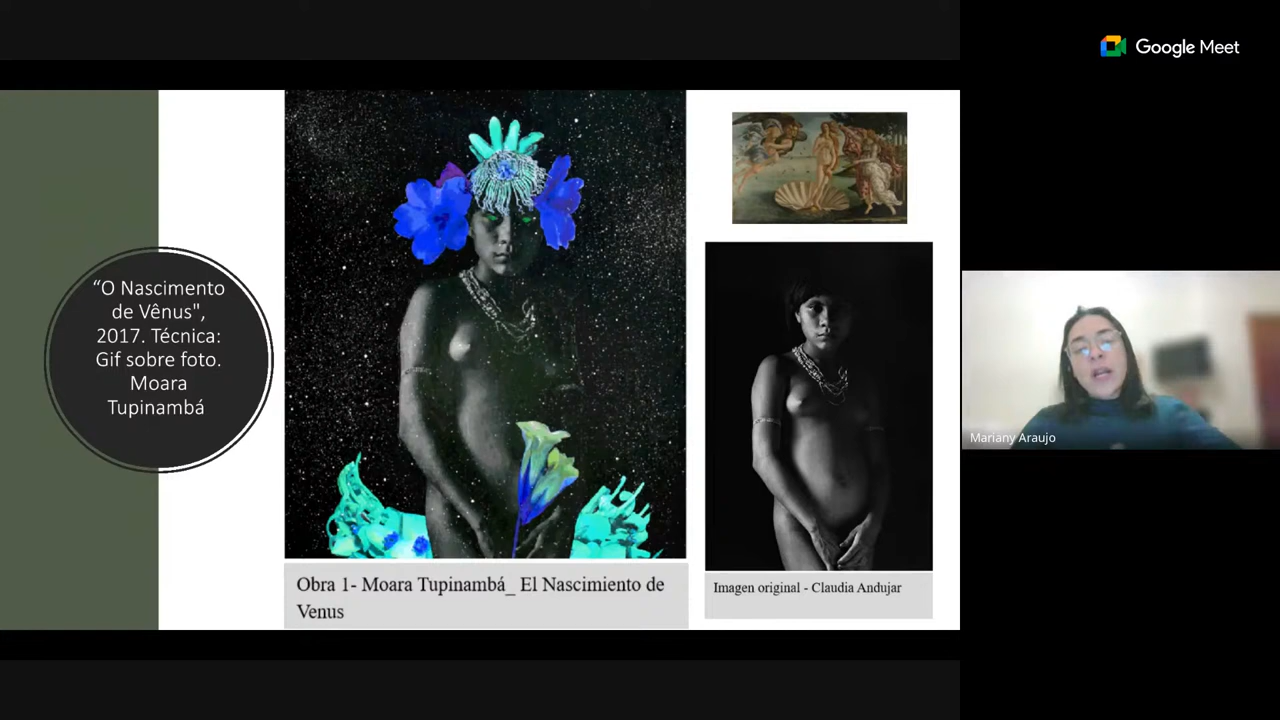 Google Meet
“O Nascimento
de Vênus",
2017. Técnica:
Gif sobre foto.
Moara
Tupinambá
Obra 1- Moara Tupinambá_ El Nascimiento de
Venus
Imagen original - Claudia Andujar
Mariany Araujo